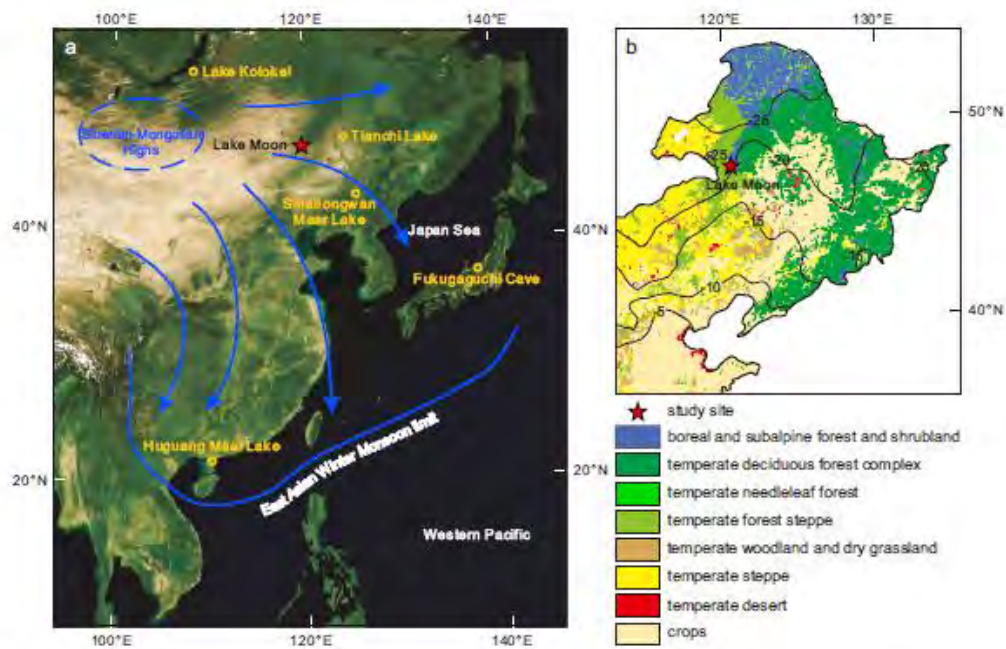 100°E
120°E
140°E
a
Lake Kotokel
Siberian-Mongolian
Highs
Lake Moon
Tianchi Lake
40°N
40°N
Maar Lake
Japan Sea
Fukugaguchi Cave
Huguang Maar Lake
East Asian Winter Monsoon limit
20°N
20°N
Western Pacific
100°E
120°E
140°E
120°E
130°E
b
50°N
-25
-25
-20
Lake Moon
-15
40°N
-10
-5
study site
boreal and subalpine forest and shrubland
temperate deciduous forest complex
temperate needleleaf forest
temperate forest steppe
temperate woodland and dry grassland
temperate steppe
temperate desert
crops